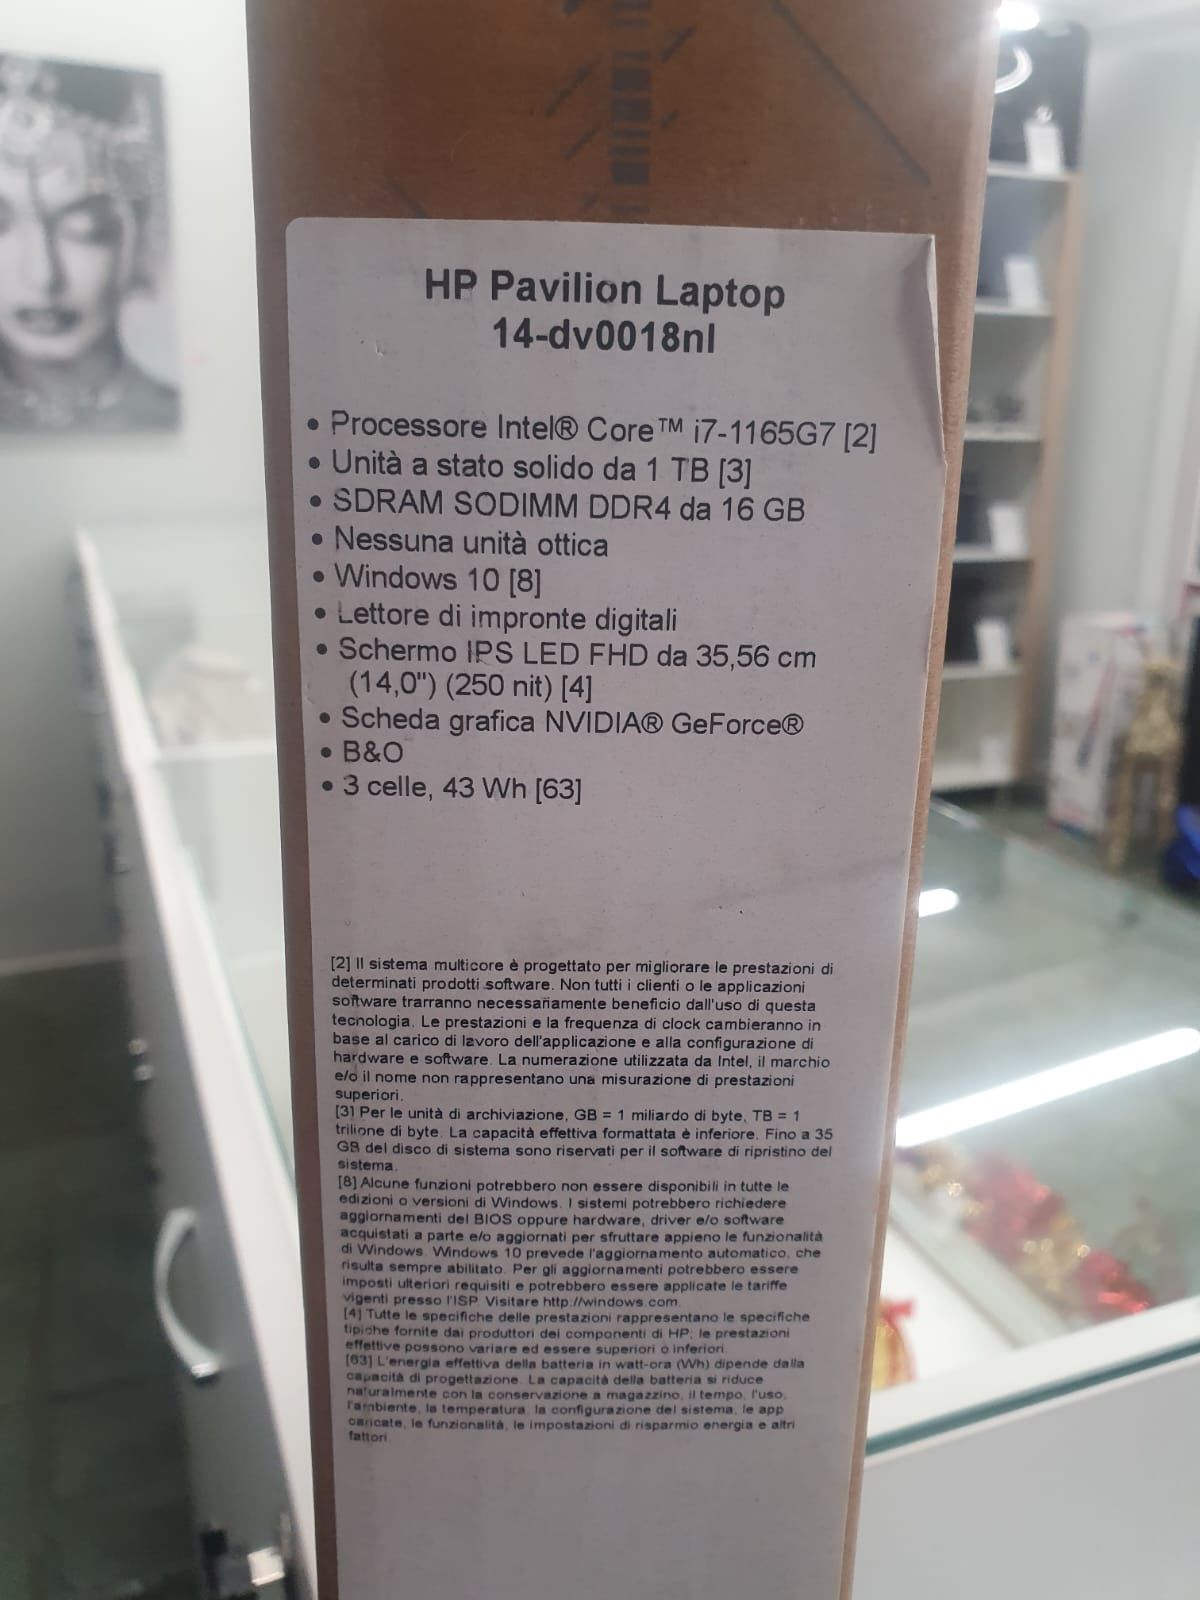 HP Pavilion Laptop
14-dv0018nl
• Processore Intel® Core™ i7-1165G7 [2]
• Unità a stato solido da 1 TB [3]
• SDRAM SODIMM DDR4 da 16 GB
• Nessuna unità ottica
• Windows 10 [8]
• Lettore di impronte digitali
• Schermo IPS LED FHD da 35,56 cm
(14,0") (250 nit) [4]
• Scheda grafica NVIDIA® GeForce®
• B&O
• 3 celle, 43 Wh [63]
[2] Il sistema multicore è progettato per migliorare le prestazioni di
determinati prodotti software. Non tutti i clienti o le applicazioni
software trarranno necessariamente beneficio dall'uso di questa
tecnologia. Le prestazioni e la frequenza di clock cambieranno in
base al carico di lavoro dell'applicazione e alla configurazione di
hardware e software. La numerazione utilizzata da Intel, il marchio
e/o il nome non rappresentano una misurazione di prestazioni
superiori.
[3] Per le unità di archiviazione, GB = 1 miliardo di byte, TB = 1
trilione di byte. La capacità effettiva formattata è inferiore. Fino a 35
GB del disco di sistema sono riservati per il software di ripristino del
sistema.
[8] Alcune funzioni potrebbero non essere disponibili in tutte le
edizioni o versioni di Windows. I sistemi potrebbero richiedere
aggiornamenti del BIOS oppure hardware, driver e/o software
acquistati a parte e/o aggiornati per sfruttare appieno le funzionalità
di Windows. Windows 10 prevede l'aggiornamento automatico, che
risulta sempre abilitato. Per gli aggiornamenti potrebbero essere
imposti ulteriori requisiti e potrebbero essere applicate le tariffe
vigenti presso l'ISP. Visitare http://windows.com.
[4] Tutte le specifiche delle prestazioni rappresentano le specifiche
tipiche fornite dai produttori dei componenti di HP; le prestazioni
effettive possono variare ed essere superiori o inferiori.
[63] L'energia effettiva della batteria in watt-ora (Wh) dipende dalla
capacità di progettazione. La capacità della batteria si riduce
naturalmente con la conservazione a magazzino, il tempo, l'uso,
l'ambiente, la temperatura, la configurazione del sistema, le app
caricate, le funzionalità, le impostazioni di risparmio energia e altri
fattori.